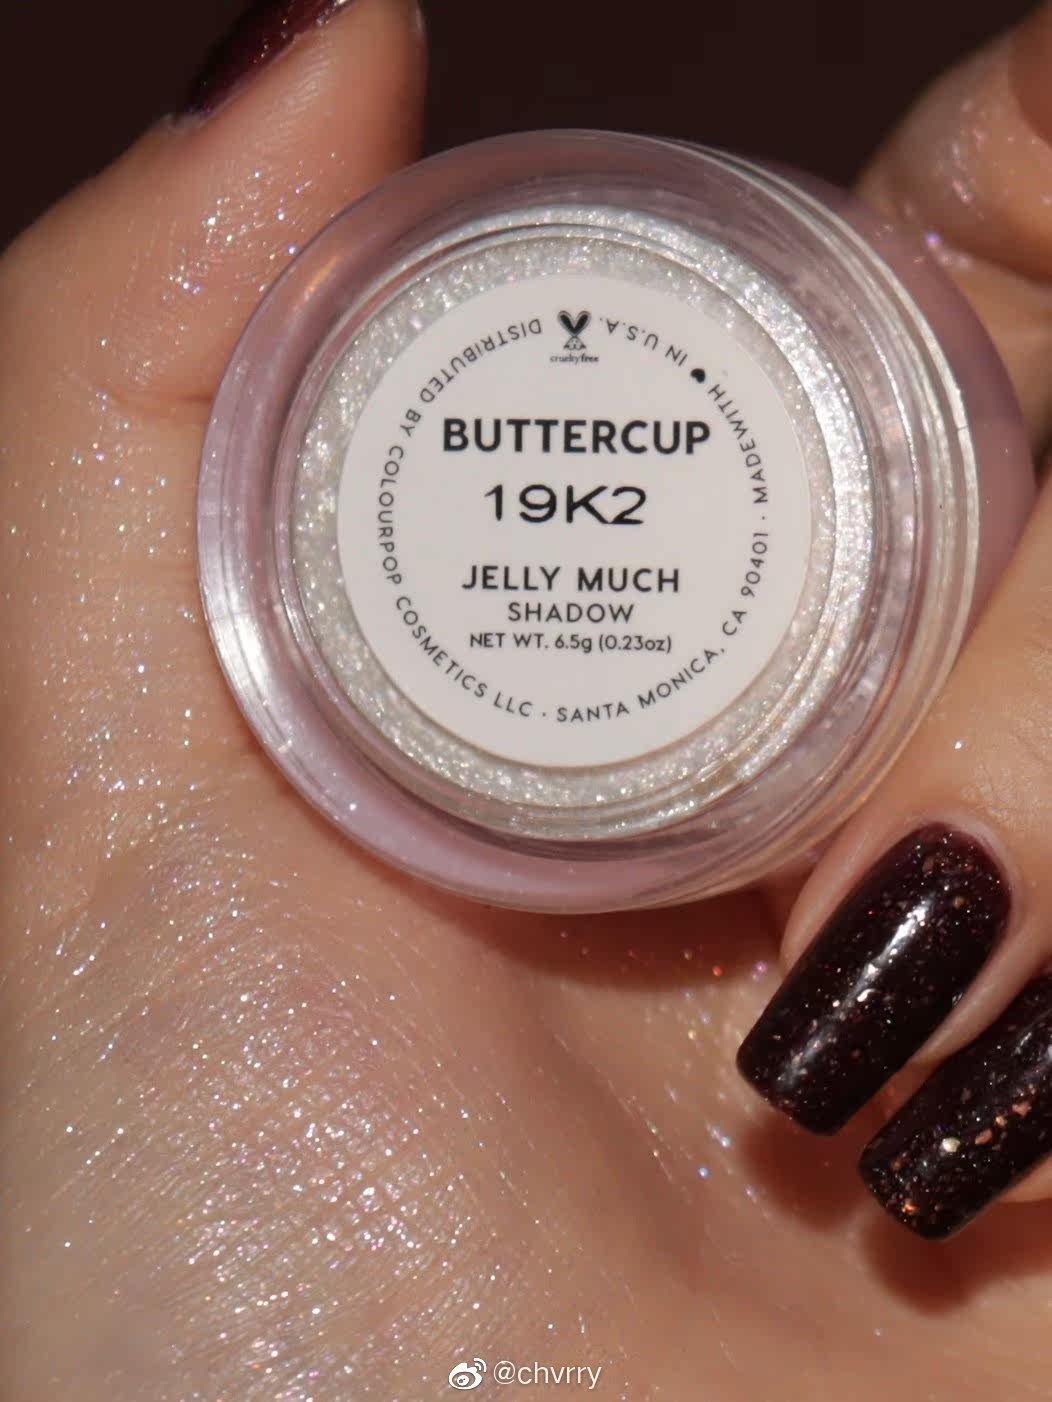 crueltyfree
BUTTERCUP
19K2
JELLY MUCH
SHADOW
NET WT. 6.5g (0.23oz)
DISTRIBUTED BY COLOURPOP COSMETICS LLC · SANTA MONICA, CA 90401 · MADE WITH ♥ IN U.S.A.
@chvrry